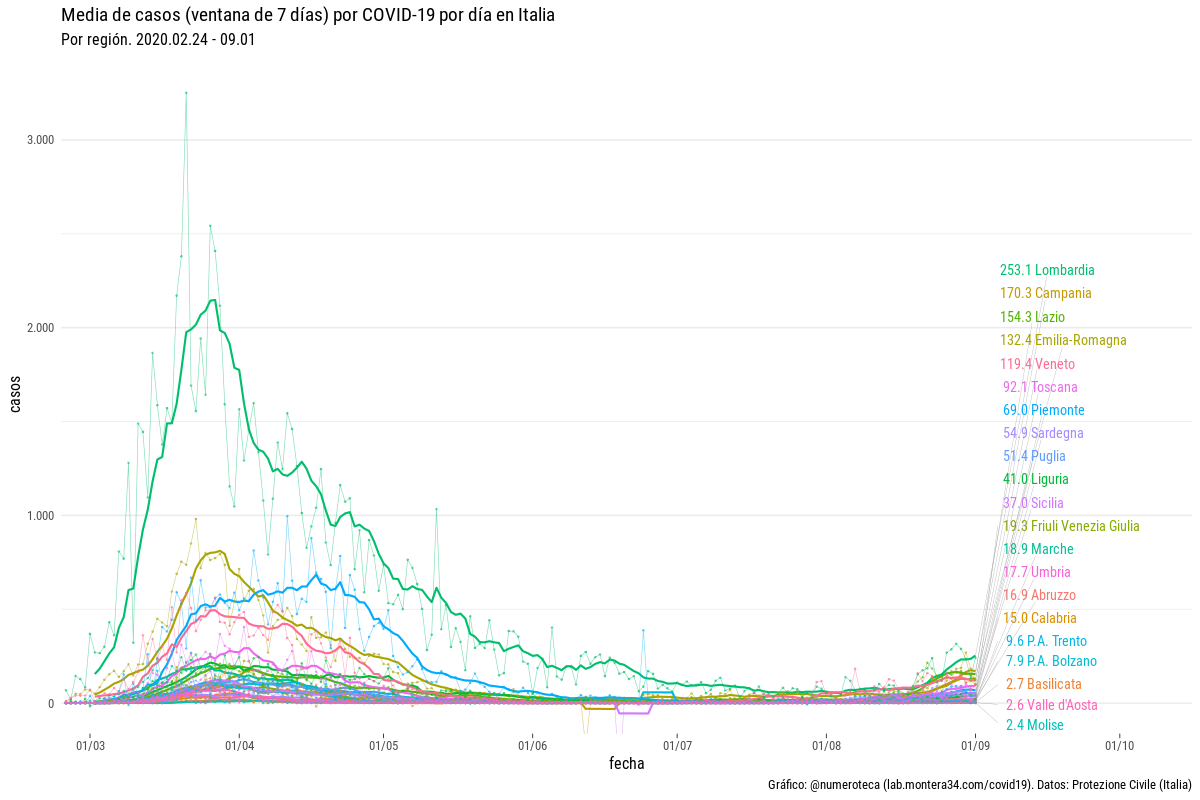 Media de casos (ventana de 7 días) por COVID-19 por día en Italia
Por región. 2020.02.24 - 09.01
casos
3.000
2.000
1.000
0
253.1 Lombardia
170.3 Campania
154.3 Lazio
132.4 Emilia-Romagna
119.4 Veneto
92.1 Toscana
69.0 Piemonte
54.9 Sardegna
51.4 Puglia
41.0 Liguria
37.0 Sicilia
19.3 Friuli Venezia Giulia
18.9 Marche
17.7 Umbria
16.9 Abruzzo
15.0 Calabria
9.6 P.A. Trento
7.9 P.A. Bolzano
2.7 Basilicata
2.6 Valle d'Aosta
2.4 Molise
01/03 01/04 01/05 01/06 01/07 01/08 01/09 01/10
fecha
Gráfico: @numeroteca (lab.montera34.com/covid19). Datos: Protezione Civile (Italia)